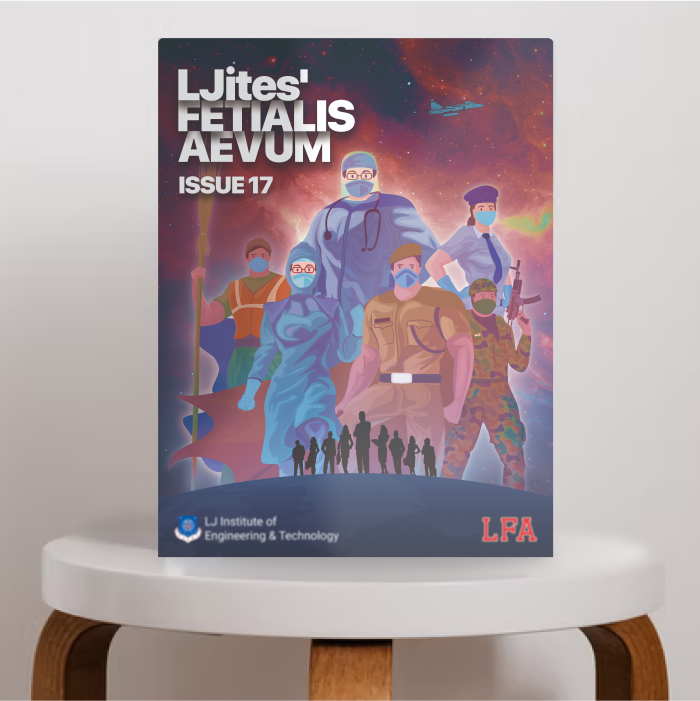 LJites'
FETIALIS
AEVUM
ISSUE 17
LJ Institute of
Engineering & Technology
LFA